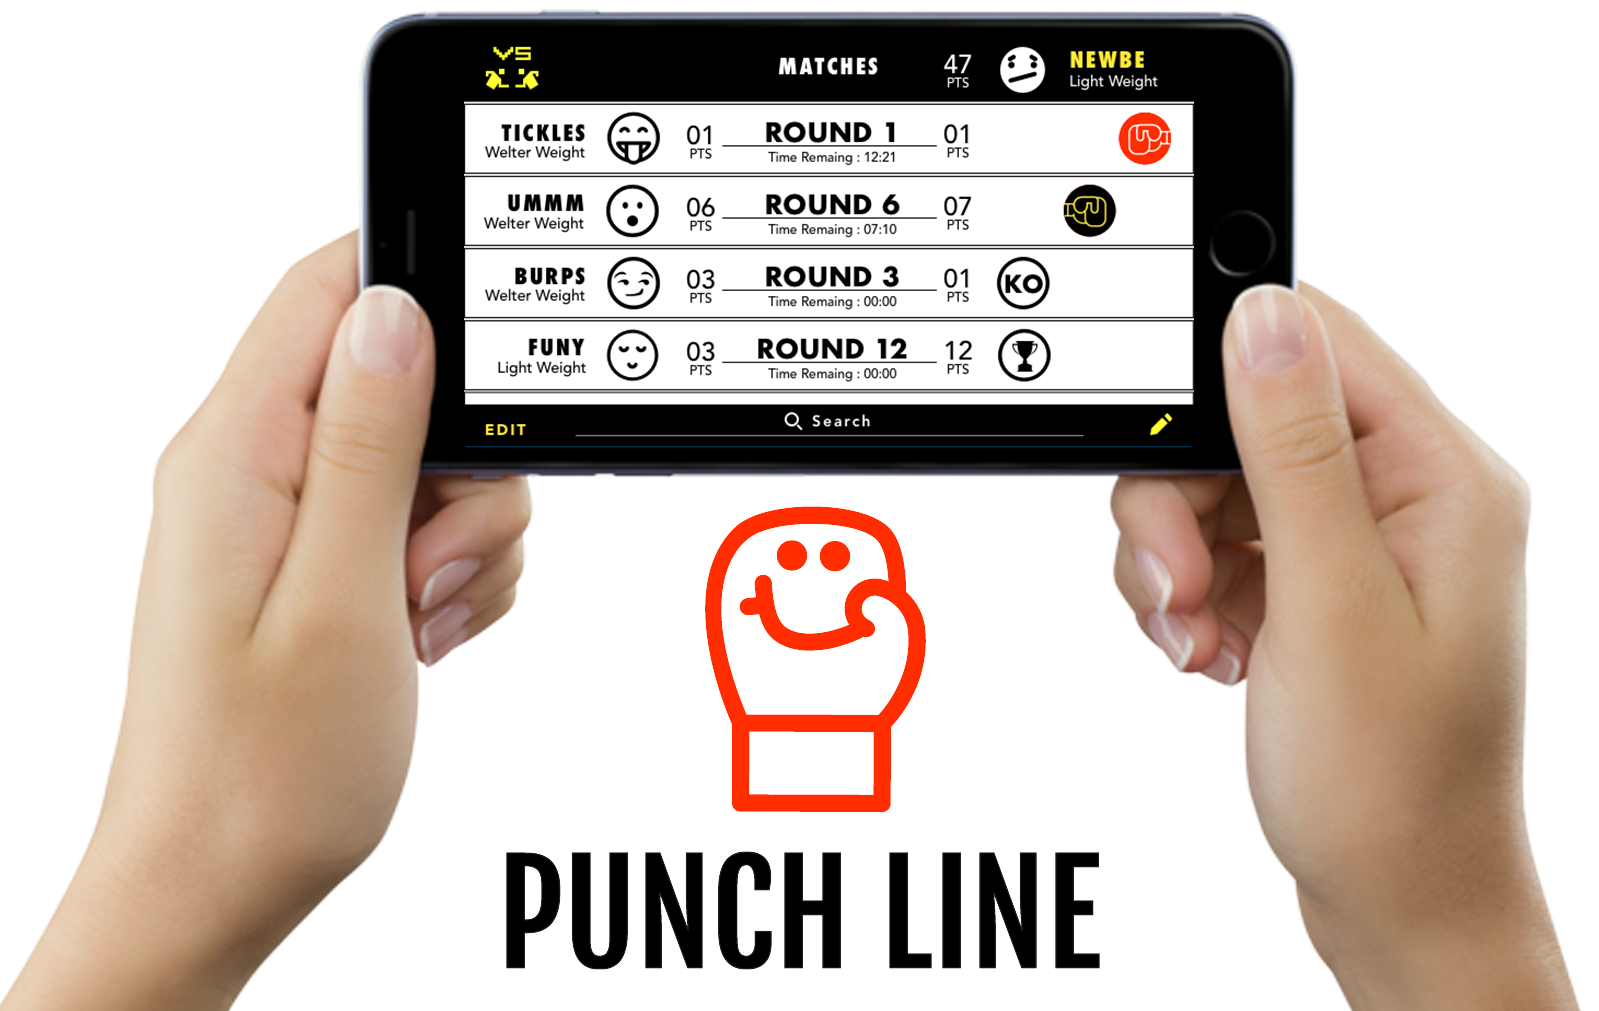 VS
MATCHES
47
PTS
NEWBE
Light Weight
TICKLES
Welter Weight
01
PTS
ROUND 1
Time Remaing : 12:21
01
PTS
UMMM
Welter Weight
06
PTS
ROUND 6
Time Remaing : 07:10
07
PTS
BURPS
Welter Weight
03
PTS
ROUND 3
Time Remaing : 00:00
01
PTS
KO
FUNY
Light Weight
03
PTS
ROUND 12
Time Remaing : 00:00
12
PTS
EDIT
Search
PUNCH LINE